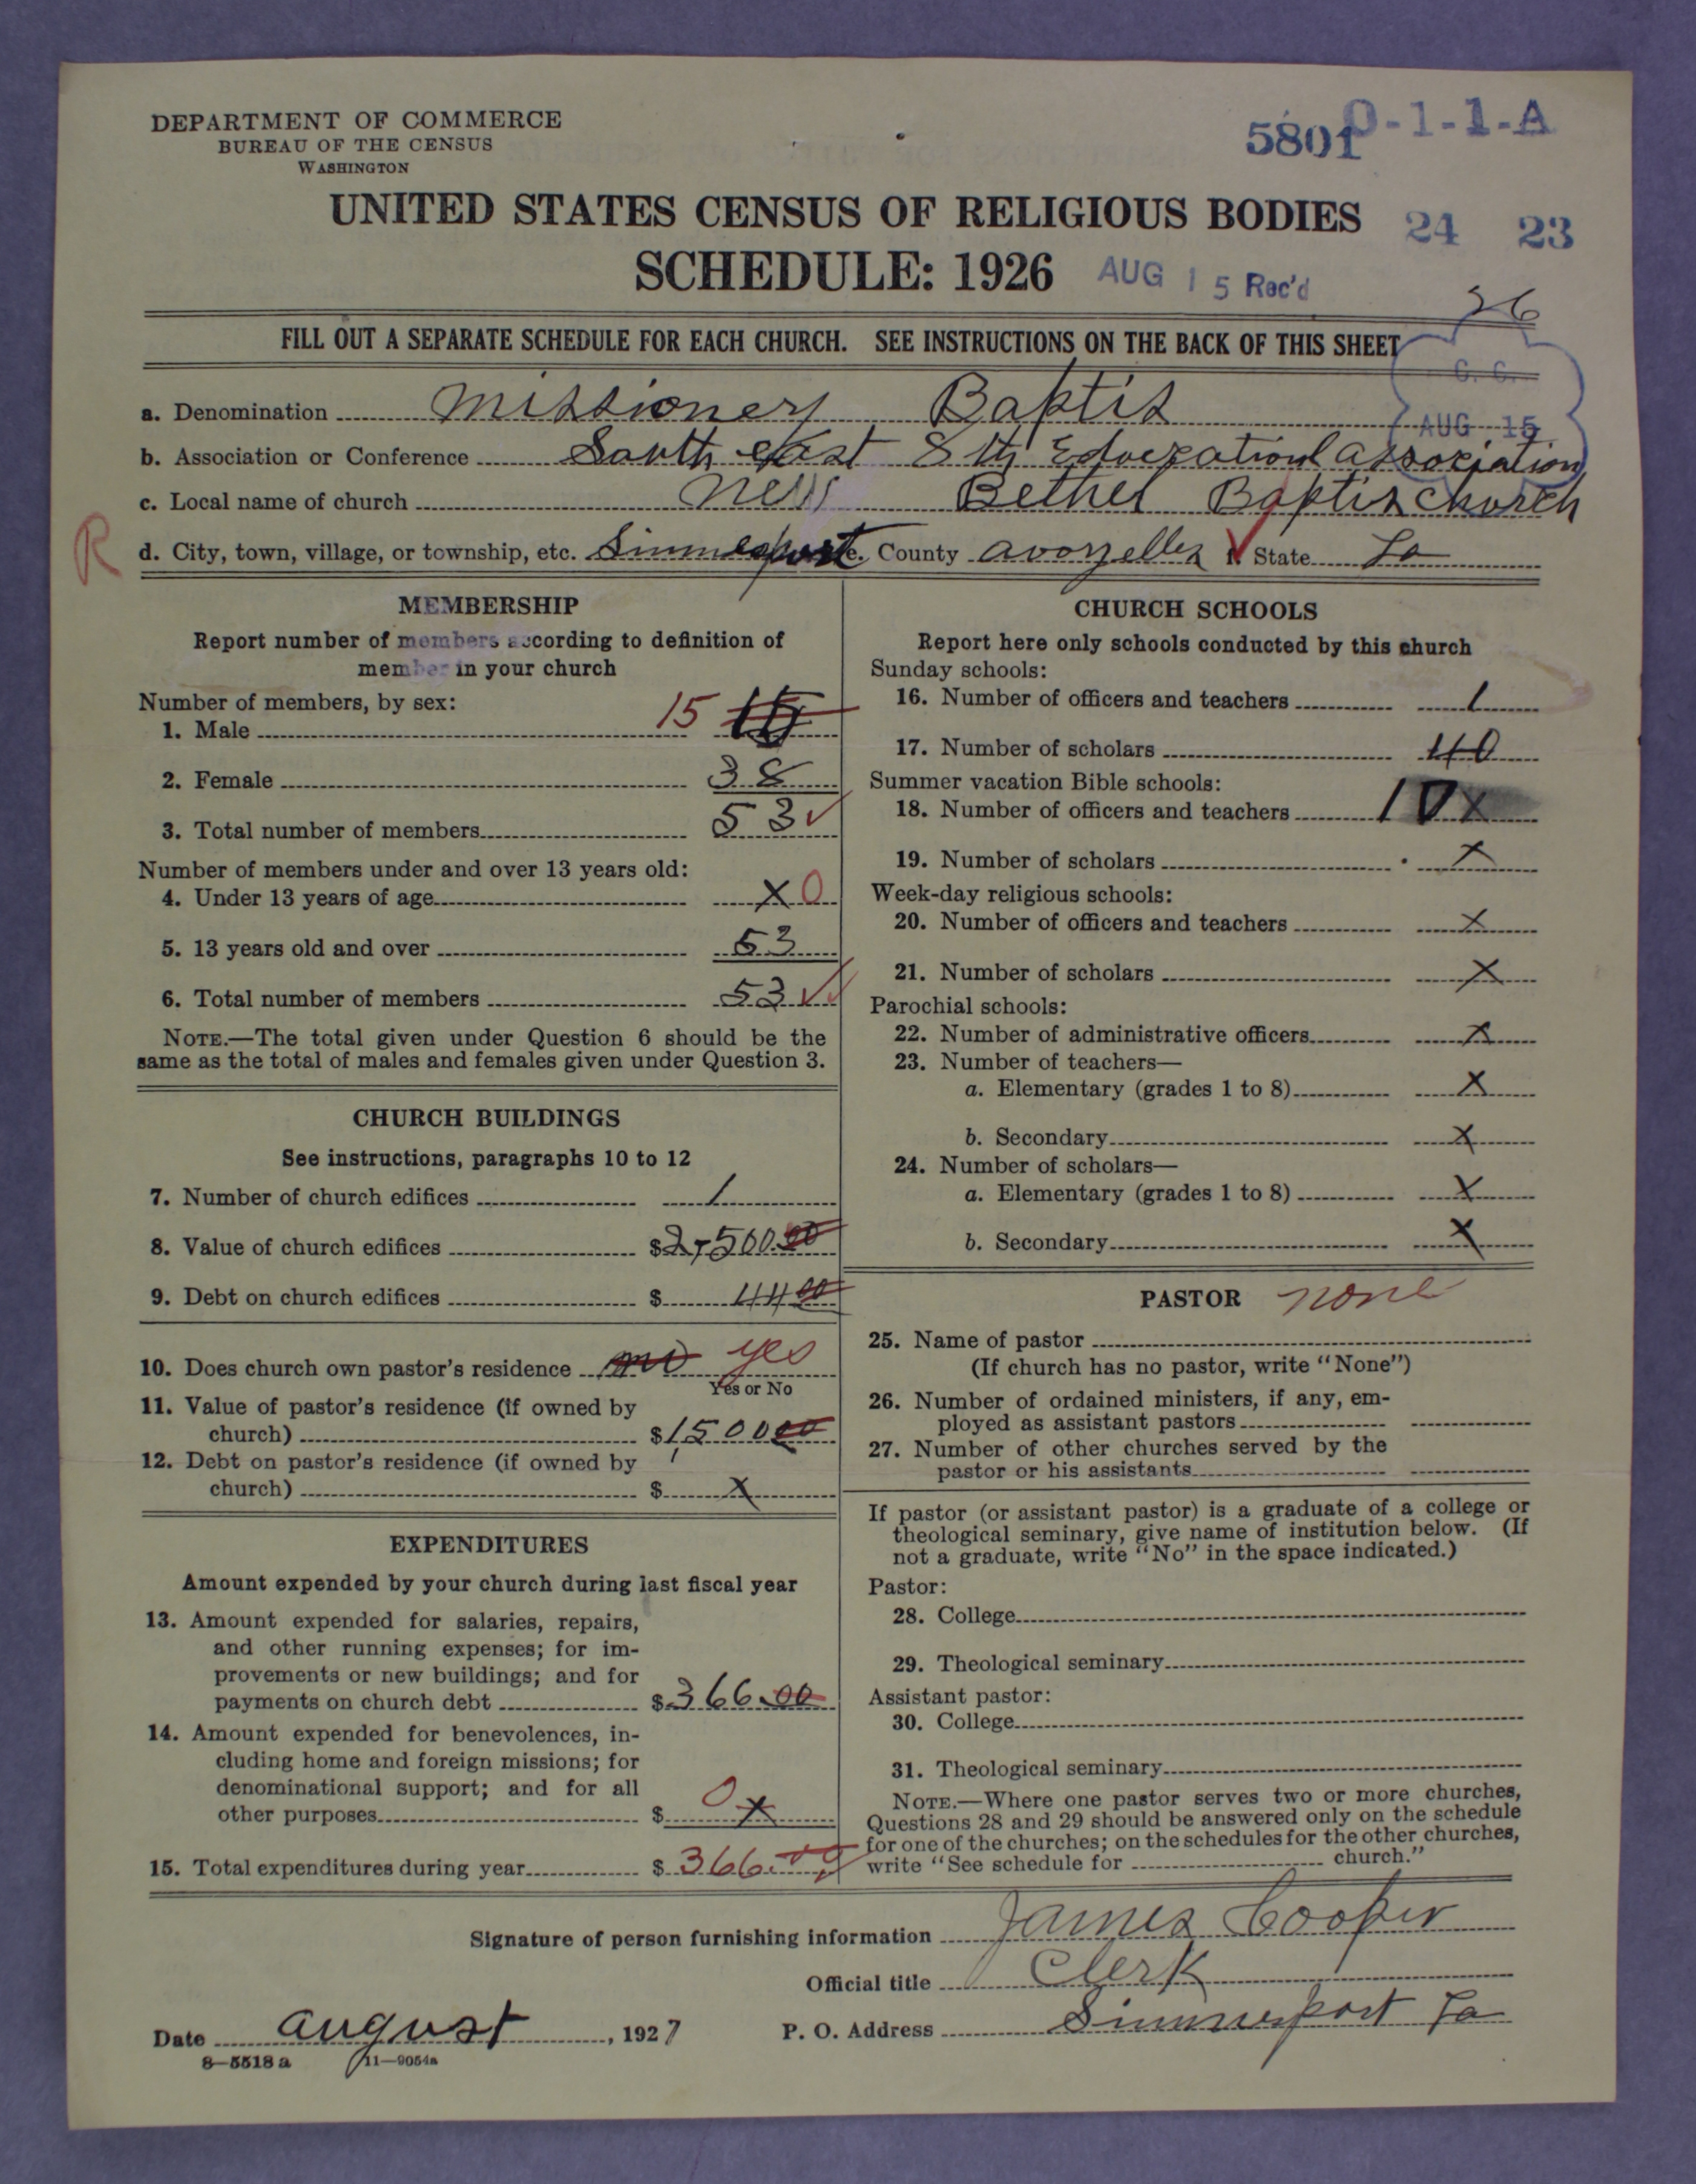 DEPARTMENT OF COMMERCE
BUREAU OF THE CENSUS
WASHINGTON
5801 0-1-1-A
UNITED STATES CENSUS OF RELIGIOUS BODIES
24 23
SCHEDULE: 1926
AUG 15 Rec'd
26
FILL OUT A SEPARATE SCHEDULE FOR EACH CHURCH. SEE INSTRUCTIONS ON THE BACK OF THIS SHEET
C. C.
AUG 15
a. Denomination Missionery Baptis
b. Association or Conference South east 8th Educational association
c. Local name of church New Bethel Baptis church
R
d. City, town, village, or township, etc. Simmesport e. County avoyelles f. State La
MEMBERSHIP
Report number of members according to definition of
member in your church
Number of members, by sex:
1. Male 15 15
2. Female 38
3. Total number of members 53 ✓
Number of members under and over 13 years old:
4. Under 13 years of age X 0
5. 13 years old and over 53
6. Total number of members 53 ✓✓
NOTE.—The total given under Question 6 should be the
same as the total of males and females given under Question 3.
CHURCH BUILDINGS
See instructions, paragraphs 10 to 12
7. Number of church edifices 1
8. Value of church edifices $2,500.00
9. Debt on church edifices $ 44 00
10. Does church own pastor's residence no yes
Yes or No
11. Value of pastor's residence (if owned by
church) $1,500 00
12. Debt on pastor's residence (if owned by
church) $ X
EXPENDITURES
Amount expended by your church during last fiscal year
13. Amount expended for salaries, repairs,
and other running expenses; for im-
provements or new buildings; and for
payments on church debt $366.00
14. Amount expended for benevolences, in-
cluding home and foreign missions; for
denominational support; and for all
other purposes $ 0 X
15. Total expenditures during year $ 366.
CHURCH SCHOOLS
Report here only schools conducted by this church
Sunday schools:
16. Number of officers and teachers 1
17. Number of scholars 40
Summer vacation Bible schools:
18. Number of officers and teachers X
19. Number of scholars X
Week-day religious schools:
20. Number of officers and teachers X
21. Number of scholars X
Parochial schools:
22. Number of administrative officers X
23. Number of teachers—
a. Elementary (grades 1 to 8) X
b. Secondary X
24. Number of scholars—
a. Elementary (grades 1 to 8) X
b. Secondary X
PASTOR none
25. Name of pastor
(If church has no pastor, write "None")
26. Number of ordained ministers, if any, em-
ployed as assistant pastors
27. Number of other churches served by the
pastor or his assistants
If pastor (or assistant pastor) is a graduate of a college or
theological seminary, give name of institution below. (If
not a graduate, write "No" in the space indicated.)
Pastor:
28. College
29. Theological seminary
Assistant pastor:
30. College
31. Theological seminary
NOTE.—Where one pastor serves two or more churches,
Questions 28 and 29 should be answered only on the schedule
for one of the churches; on the schedules for the other churches,
write "See schedule for church."
Signature of person furnishing information James Cooper
Official title Clerk
Date august, 1927
P. O. Address Simmesport La
8—5518 a 11—9054a